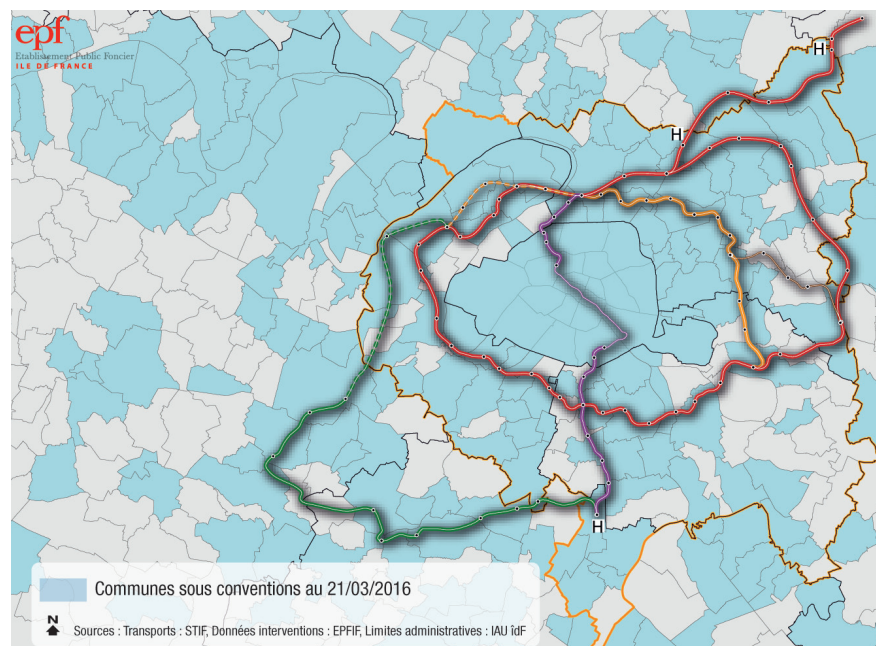 epf
Etablissement Public Foncier
ILE DE FRANCE
H
H
H
Communes sous conventions au 21/03/2016
N
Sources : Transports : STIF, Données interventions : EPFIF, Limites administratives : IAU îdF